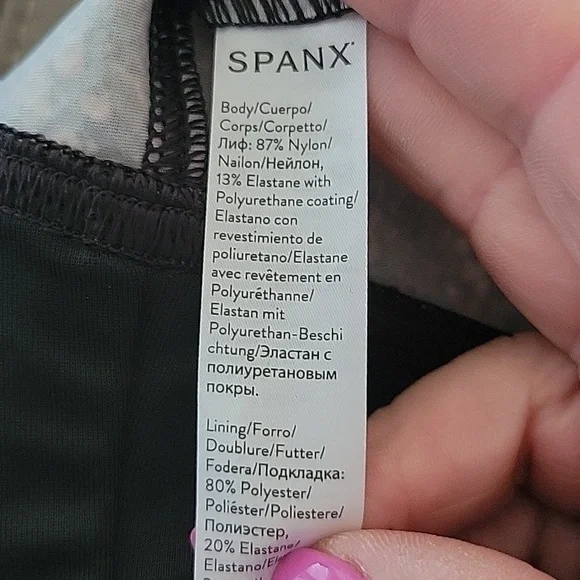 SPANX
Body/Cuerpo/
Corps/Corpetto/
Лиф: 87% Nylon/
Nailon/Нейлон,
13% Elastane with
Polyurethane coating/
Elastano con
revestimiento de
poliuretano/Elastane
avec revêtement en
Polyuréthanne/
Elastan mit
Polyurethan-Beschi
chtung/Эластан с
полиуретановым
покры.
Lining/Forro/
Doublure/Futter/
Fodera/Подкладка:
80% Polyester/
Poliéster/Poliestere/
Полиэстер,
20% Elastane/
Elastano/